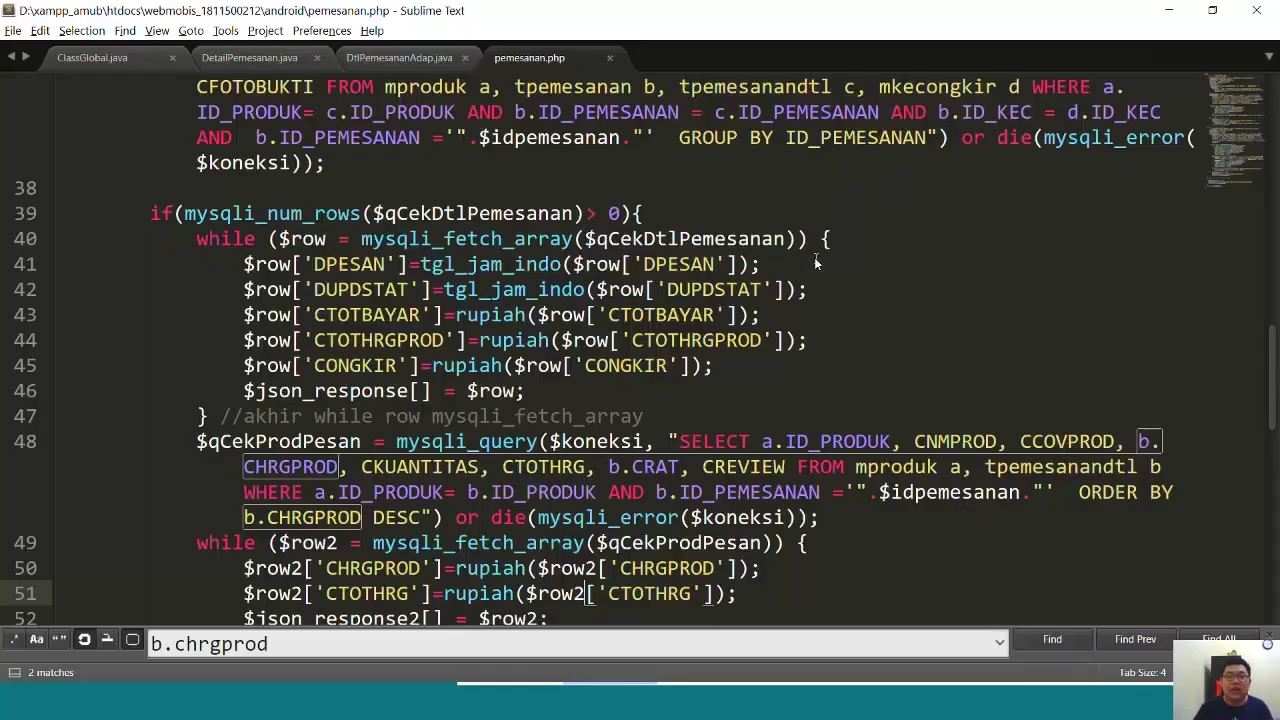 D:\xampp_amub\htdocs\webmobis_1811500212\android\pemesanan.php - Sublime Text
File Edit Selection Find View Goto Tools Project Preferences Help
ClassGlobal.java DetailPemesanan.java DtlPemesananAdap.java pemesanan.php
CFOTOBUKTI FROM mproduk a, tpemesanan b, tpemesanandtl c, mkecongkir d WHERE a.
ID_PRODUK= c.ID_PRODUK AND b.ID_PEMESANAN = c.ID_PEMESANAN AND b.ID_KEC = d.ID_KEC
AND b.ID_PEMESANAN ='".$idpemesanan."' GROUP BY ID_PEMESANAN") or die(mysqli_error(
$koneksi));
38
39 if(mysqli_num_rows($qCekDtlPemesanan)> 0){
40 while ($row = mysqli_fetch_array($qCekDtlPemesanan)) {
41 $row['DPESAN']=tgl_jam_indo($row['DPESAN']);
42 $row['DUPDSTAT']=tgl_jam_indo($row['DUPDSTAT']);
43 $row['CTOTBAYAR']=rupiah($row['CTOTBAYAR']);
44 $row['CTOTHRGPROD']=rupiah($row['CTOTHRGPROD']);
45 $row['CONGKIR']=rupiah($row['CONGKIR']);
46 $json_response[] = $row;
47 } //akhir while row mysqli_fetch_array
48 $qCekProdPesan = mysqli_query($koneksi, "SELECT a.ID_PRODUK, CNMPROD, CCOVPROD, b.
CHRGPROD, CKUANTITAS, CTOTHRG, b.CRAT, CREVIEW FROM mproduk a, tpemesanandtl b
WHERE a.ID_PRODUK= b.ID_PRODUK AND b.ID_PEMESANAN ='".$idpemesanan."' ORDER BY
b.CHRGPROD DESC") or die(mysqli_error($koneksi));
49 while ($row2 = mysqli_fetch_array($qCekProdPesan)) {
50 $row2['CHRGPROD']=rupiah($row2['CHRGPROD']);
51 $row2['CTOTHRG']=rupiah($row2['CTOTHRG']);
52 $json_response2[] = $row2;
.* Aa “” b.chrgprod Find Find Prev Find All
2 matches Tab Size: 4